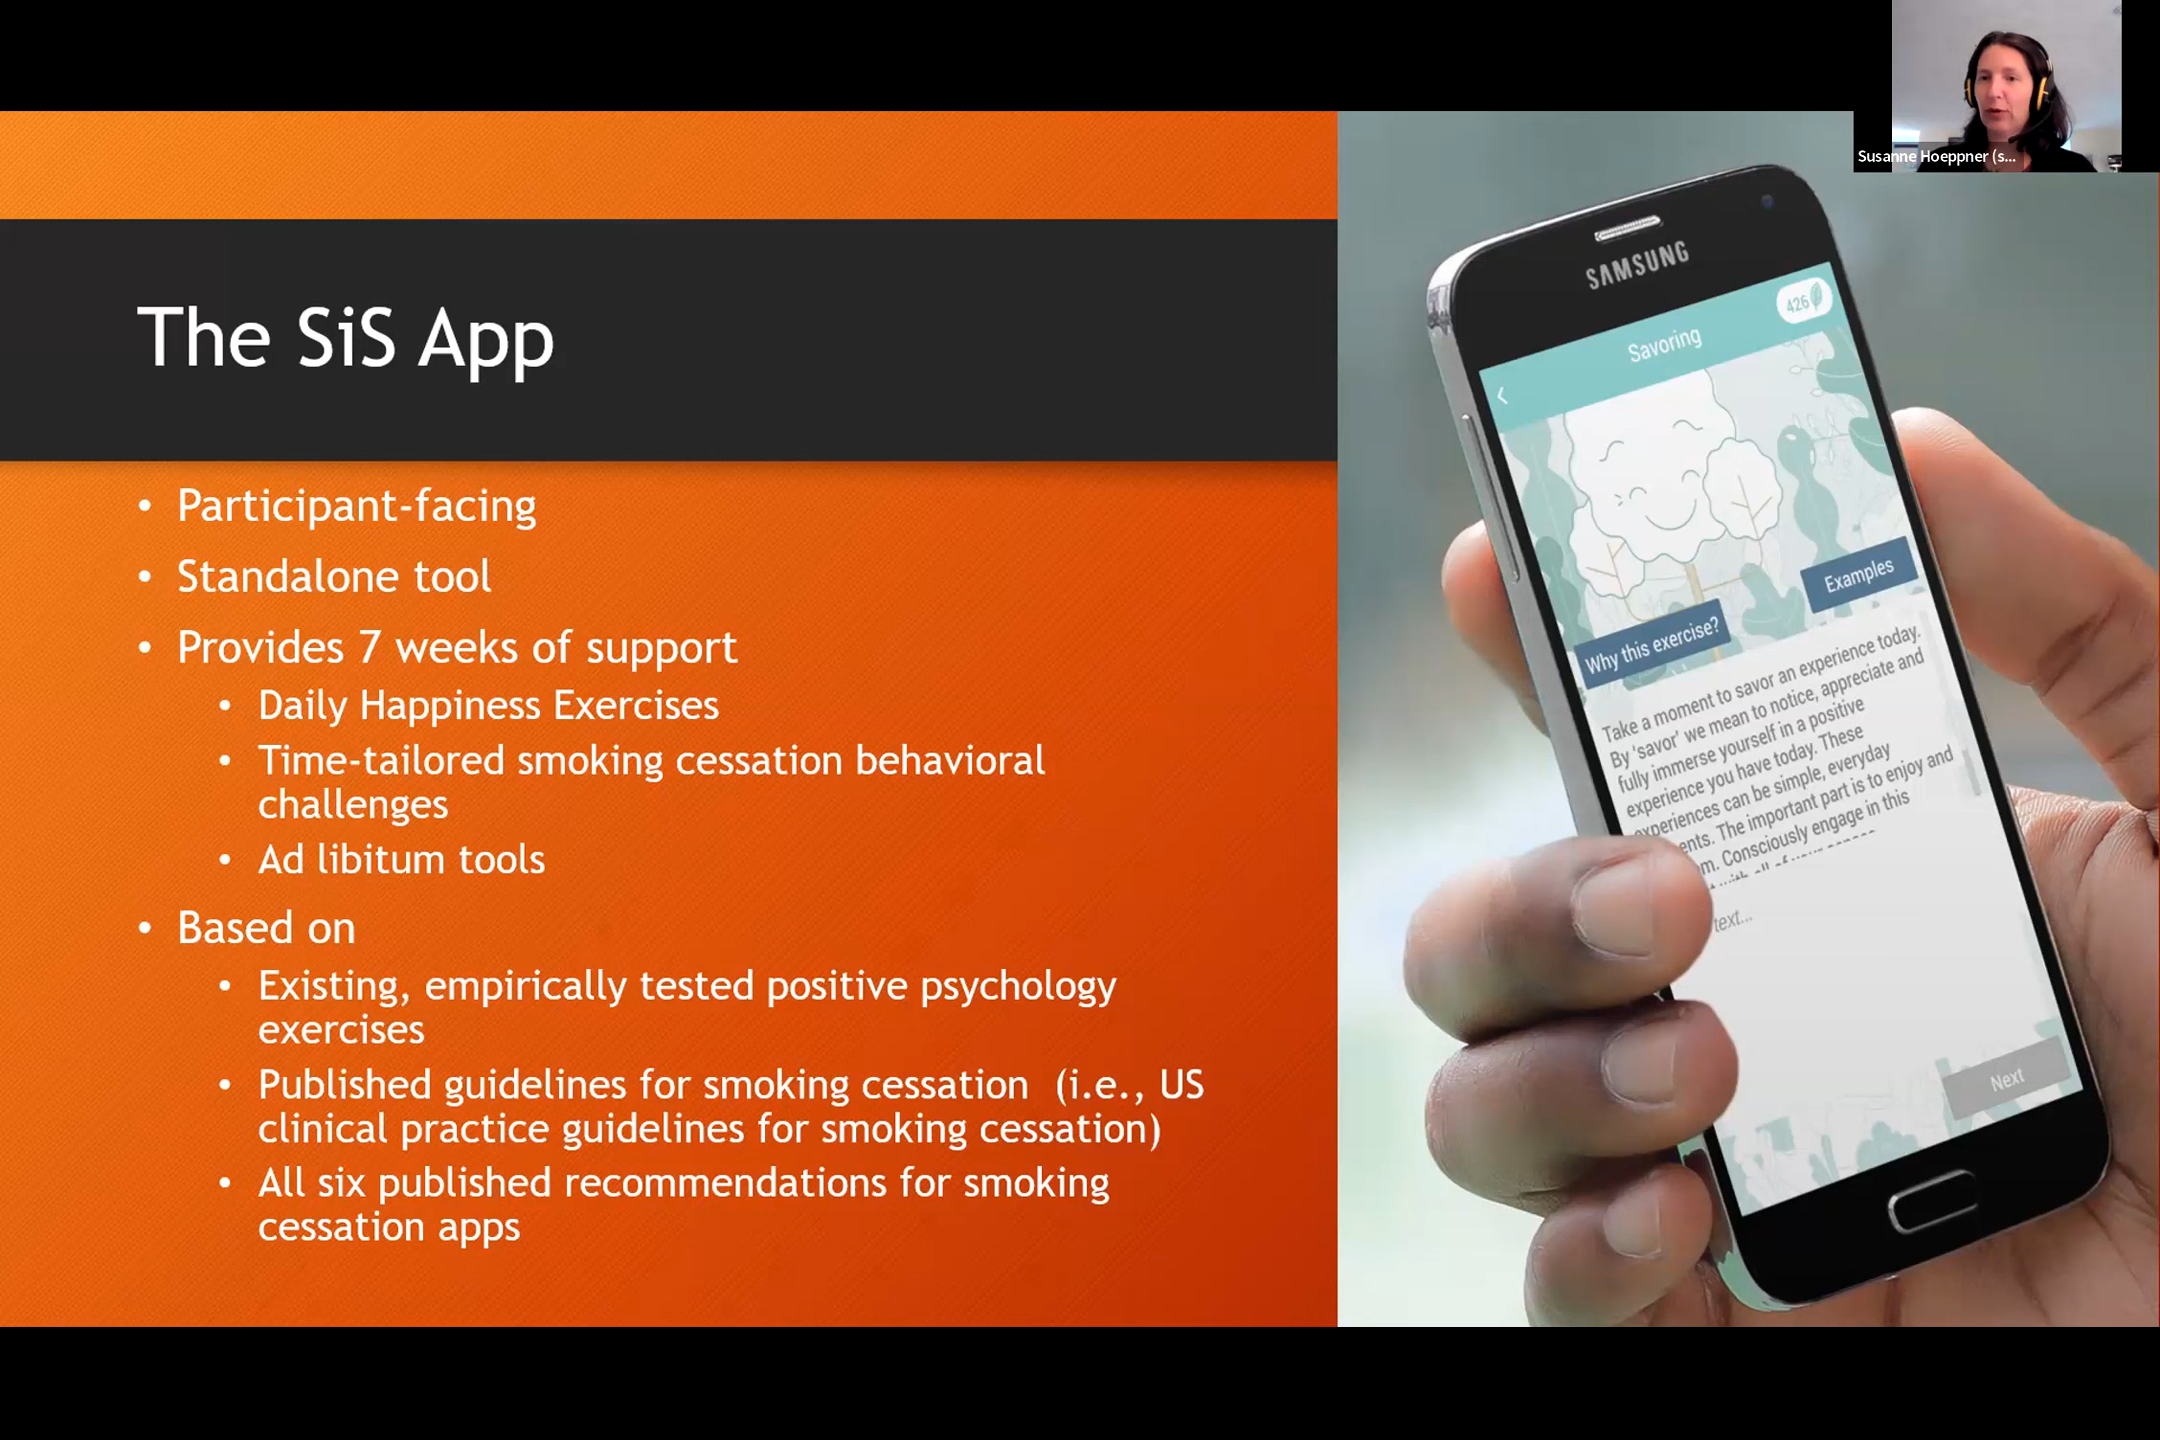 Susanne Hoeppner (s...
The SiS App
• Participant-facing
• Standalone tool
• Provides 7 weeks of support
• Daily Happiness Exercises
• Time-tailored smoking cessation behavioral
challenges
• Ad libitum tools
• Based on
• Existing, empirically tested positive psychology
exercises
• Published guidelines for smoking cessation (i.e., US
clinical practice guidelines for smoking cessation)
• All six published recommendations for smoking
cessation apps
SAMSUNG
426
Savoring
Examples
Why this exercise?
Take a moment to savor an experience today.
By 'savor' we mean to notice, appreciate and
fully immerse yourself in a positive
experience you have today. These
experiences can be simple, everyday
ents. The important part is to enjoy and
m. Consciously engage in this
text...
Next